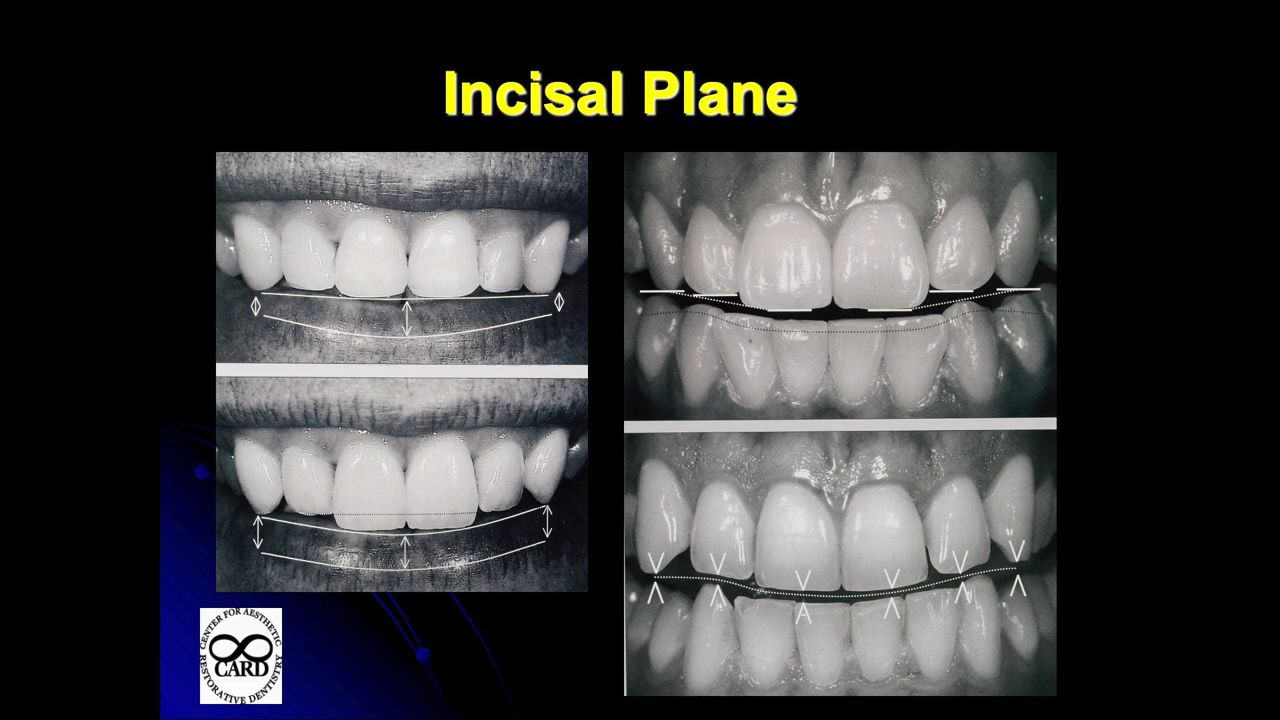 Incisal Plane
CENTER FOR AESTHETIC
CARD
RESTORATIVE DENTISTRY